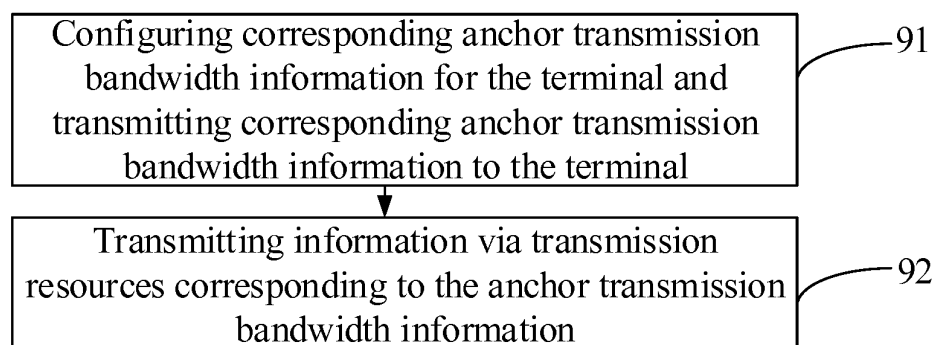 Configuring corresponding anchor transmission
bandwidth information for the terminal and
transmitting corresponding anchor transmission
bandwidth information to the terminal
91
Transmitting information via transmission
resources corresponding to the anchor transmission
bandwidth information
92